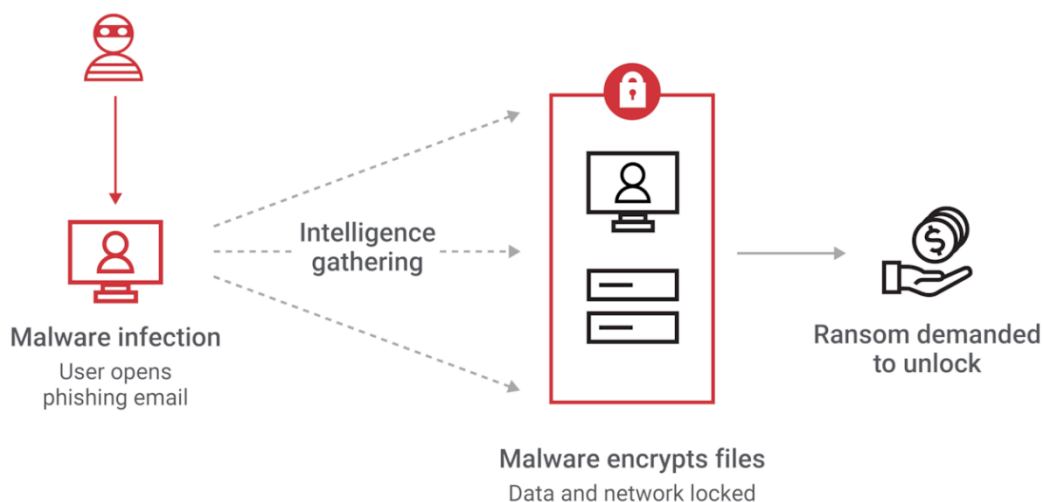 Malware infection
User opens
phishing email
Intelligence
gathering
Malware encrypts files
Data and network locked
$
Ransom demanded
to unlock